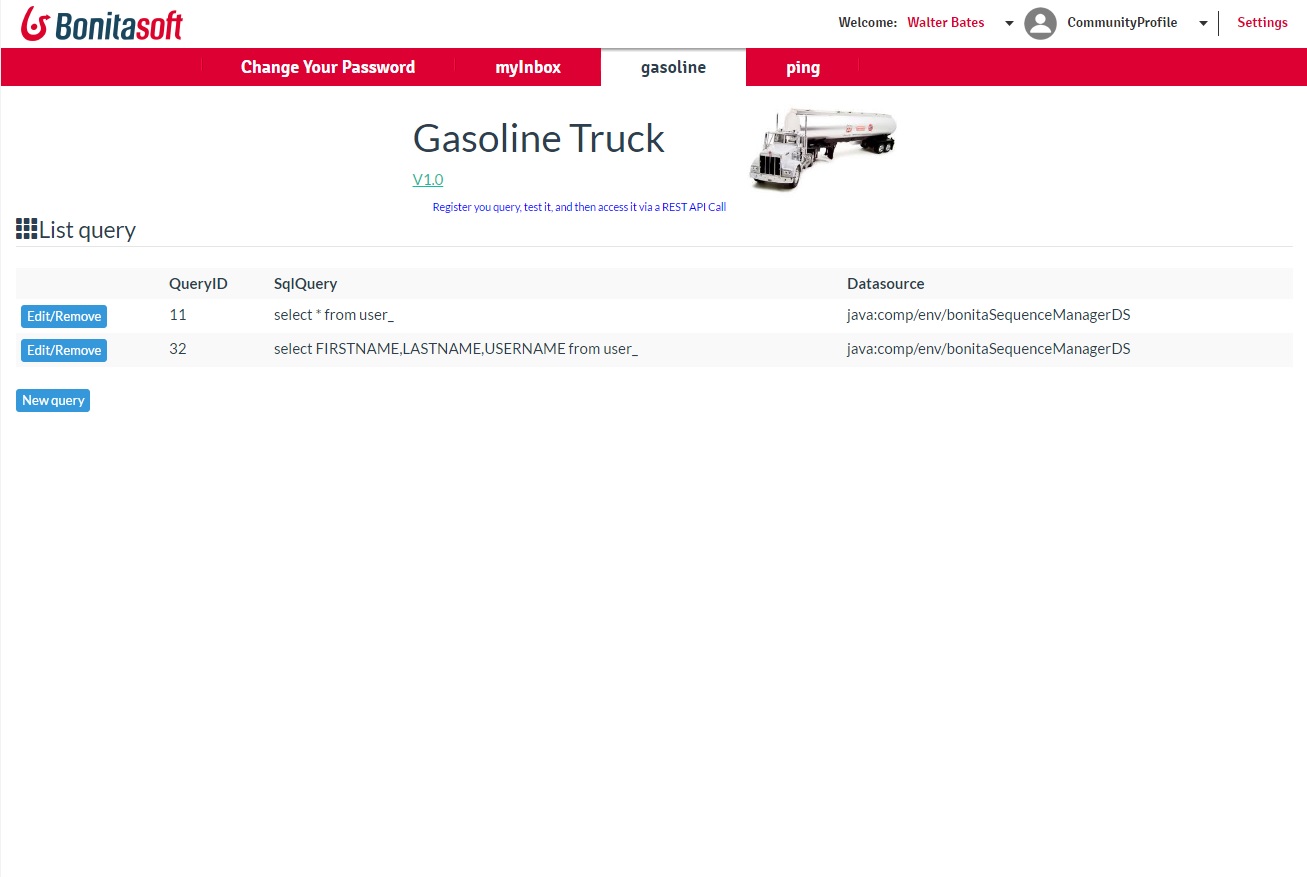 Bonitasoft
Welcome: Walter Bates CommunityProfile Settings
Change Your Password myInbox gasoline ping
Gasoline Truck
V1.0
Register you query, test it, and then access it via a REST API Call
List query
QueryID SqlQuery Datasource
Edit/Remove 11 select * from user_ java:comp/env/bonitaSequenceManagerDS
Edit/Remove 32 select FIRSTNAME,LASTNAME,USERNAME from user_ java:comp/env/bonitaSequenceManagerDS
New query